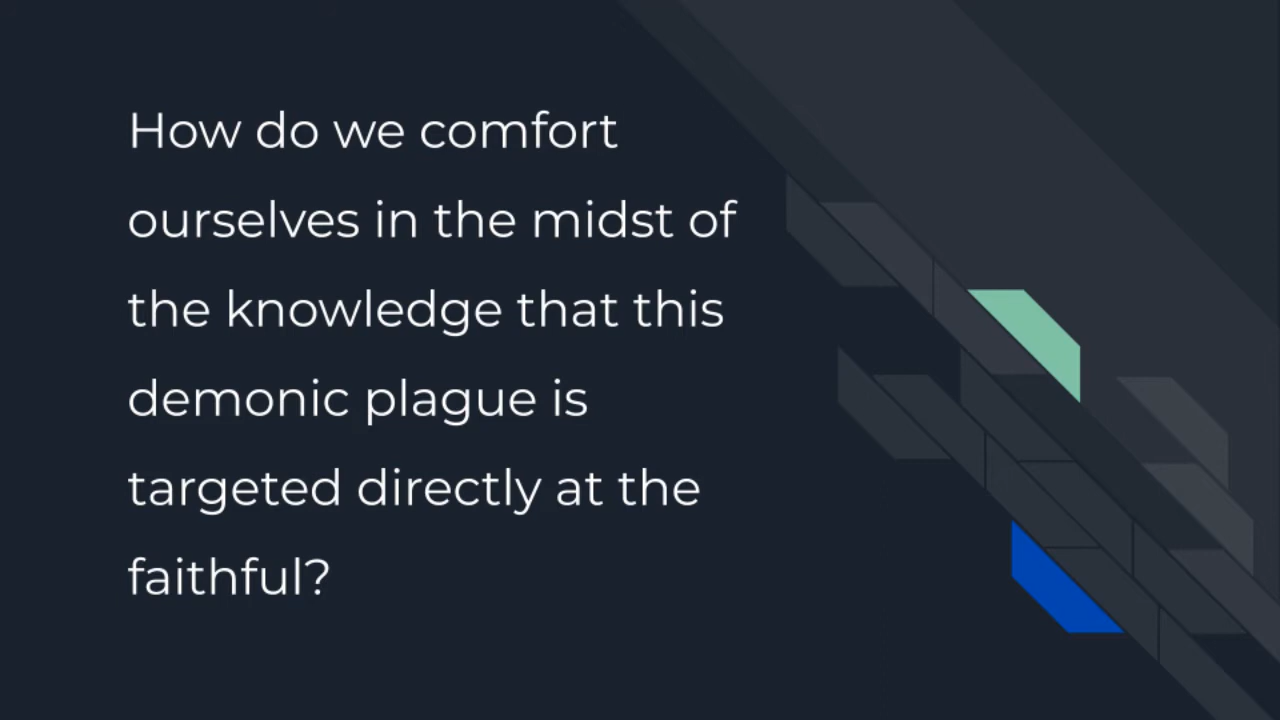 How do we comfort
ourselves in the midst of
the knowledge that this
demonic plague is
targeted directly at the
faithful?